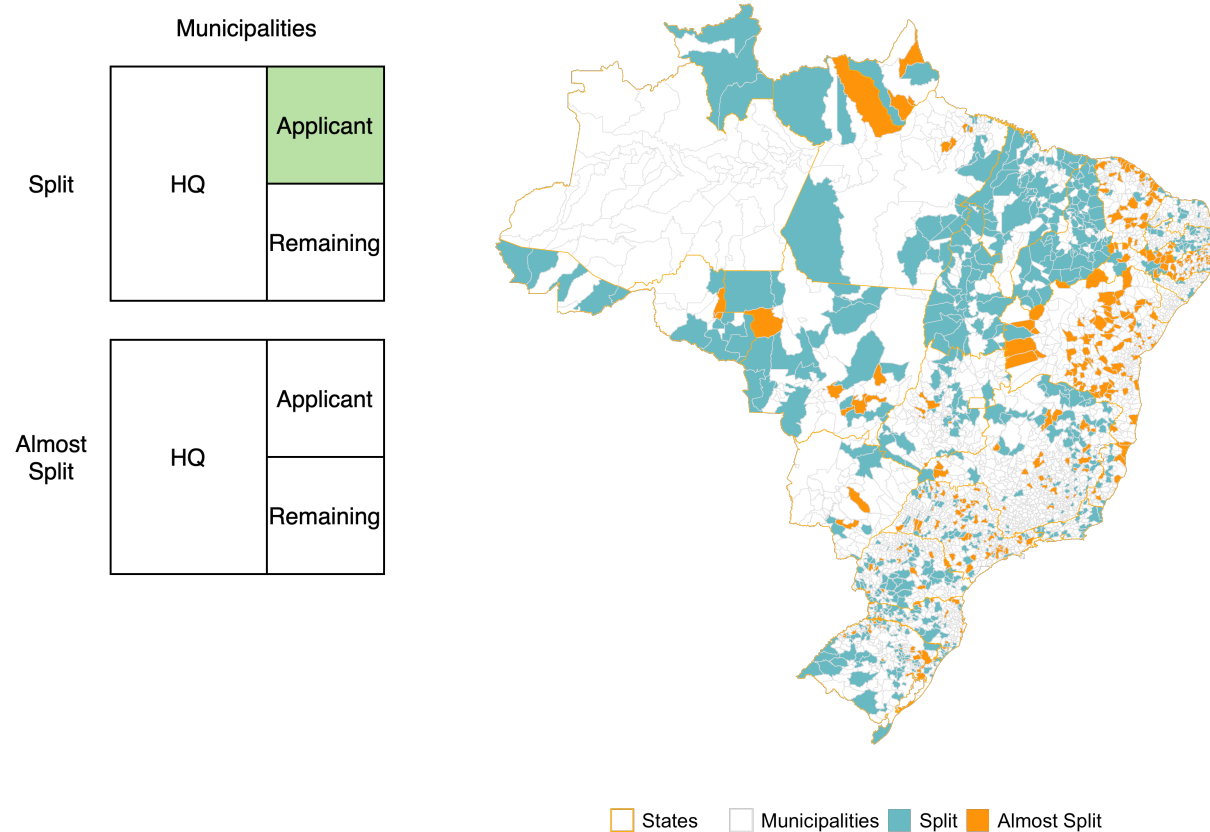 Municipalities
Split
HQ
Applicant
Remaining
Almost
Split
HQ
Applicant
Remaining
States
Municipalities
Split
Almost Split